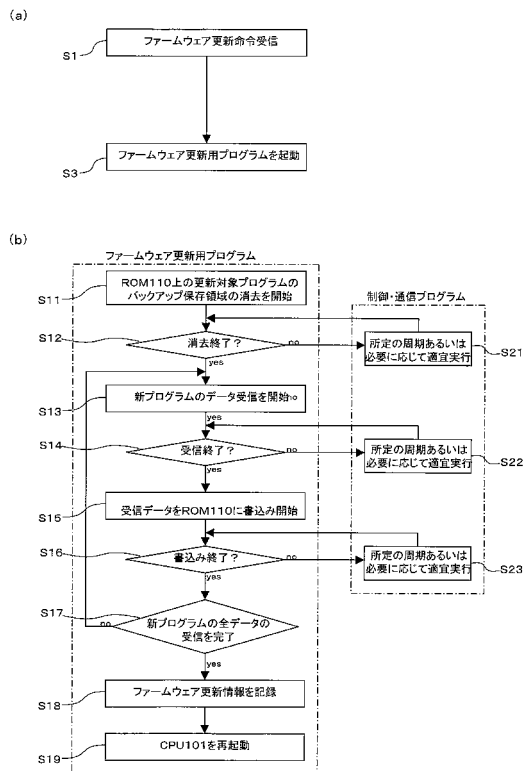 (a)
ファームウェア更新命令受信
S1
ファームウェア更新用プログラムを起動
S3
(b)
ファームウェア更新用プログラム
ROM110上の更新対象プログラムの
バックアップ保存領域の消去を開始
S11
制御・通信プログラム
S12
消去終了?
no
所定の周期あるいは
必要に応じて適宜実行
S21
yes
新プログラムのデータ受信を開始no
S13
yes
S14
受信終了?
no
所定の周期あるいは
必要に応じて適宜実行
S22
yes
受信データをROM110に書込み開始
S15
S16
書込み終了?
no
所定の周期あるいは
必要に応じて適宜実行
S23
yes
S17
no
新プログラムの全データの
受信を完了
yes
ファームウェア更新情報を記録
S18
CPU101を再起動
S19